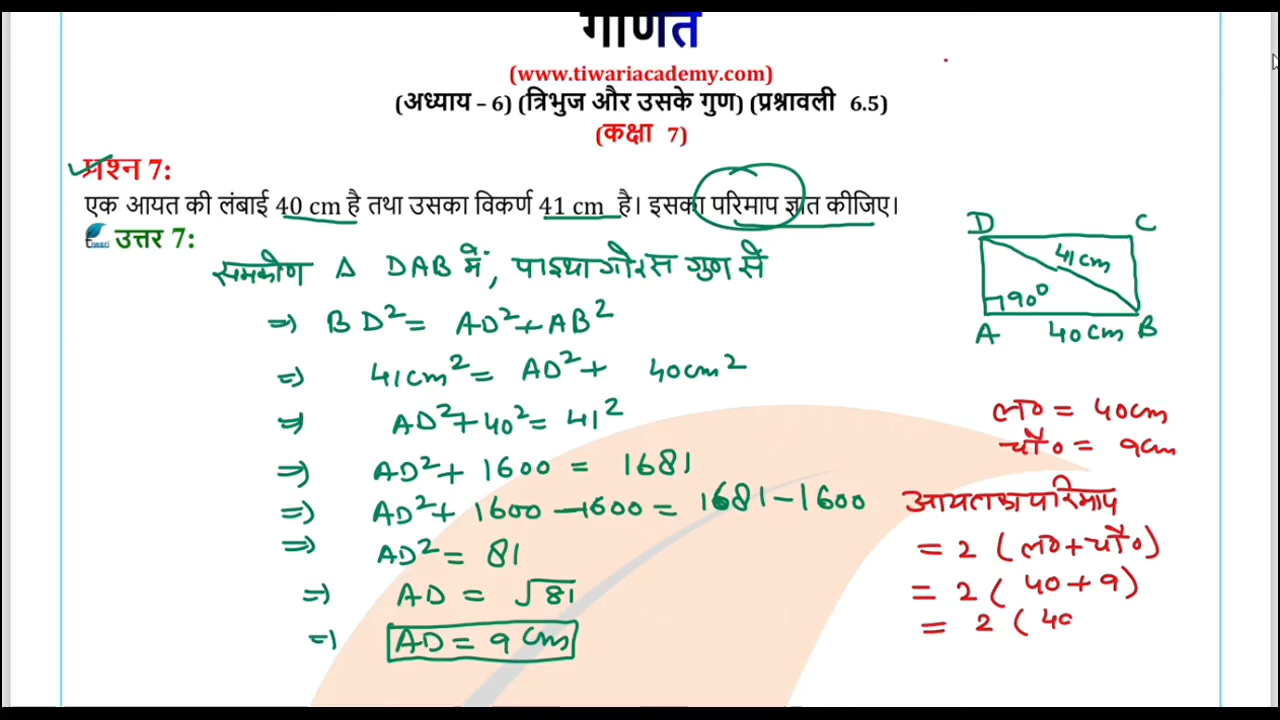 गणित
(www.tiwariacademy.com)
(अध्याय – 6) (त्रिभुज और उसके गुण) (प्रश्नावली 6.5)
(कक्षा 7)
प्रश्न 7:
एक आयत की लंबाई 40 cm है तथा उसका विकर्ण 41 cm है। इसका परिमाप ज्ञात कीजिए।
उत्तर 7:
समकोण Δ DAB में, पाइथागोरस गुण से
⇒ BD² = AD² + AB²
⇒ 41cm² = AD² + 40cm²
⇒ AD² + 40² = 41²
⇒ AD² + 1600 = 1681
⇒ AD² + 1600 – 1600 = 1681 – 1600
⇒ AD² = 81
⇒ AD = √81
⇒ AD = 9 cm
D C
41cm
90°
A 40cm B
ल० = 40cm
चौ० = 9cm
आयत का परिमाप
= 2 (ल० + चौ०)
= 2 ( 40 + 9 )
= 2 ( 40